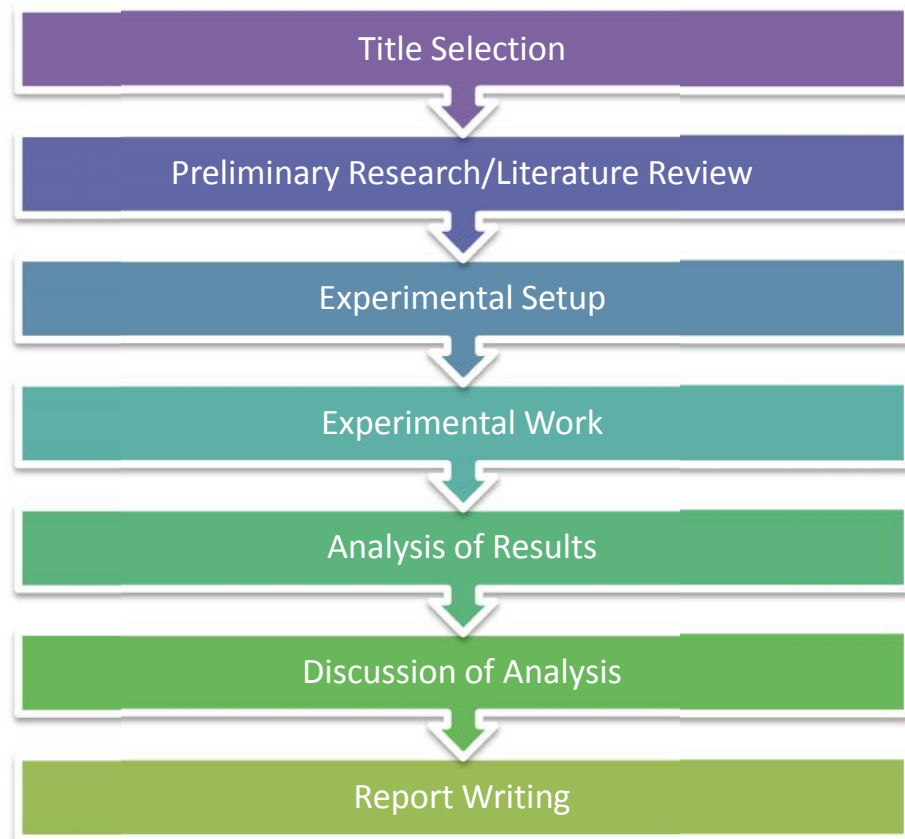 Title Selection
Preliminary Research/Literature Review
Experimental Setup
Experimental Work
Analysis of Results
Discussion of Analysis
Report Writing